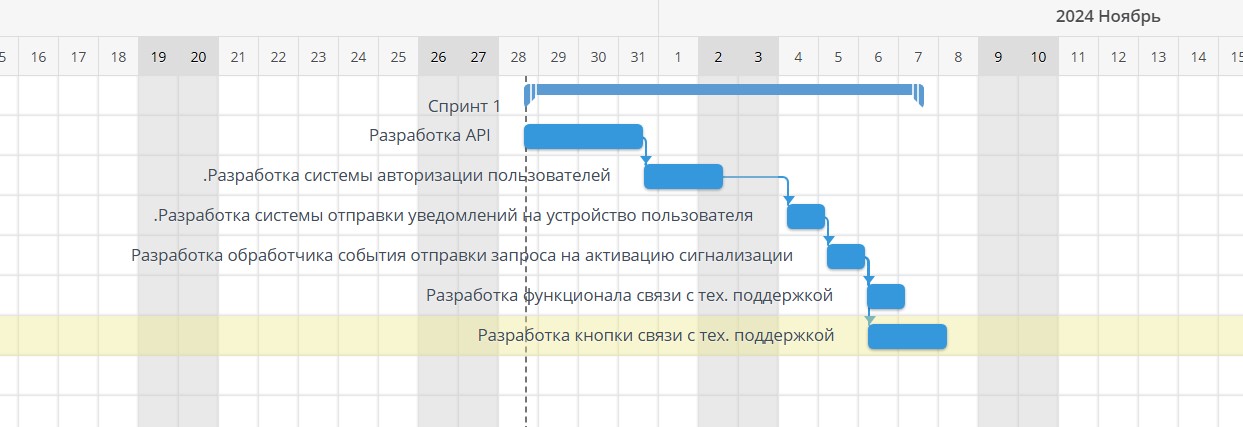 2024 Ноябрь
16 17 18 19 20 21 22 23 24 25 26 27 28 29 30 31 1 2 3 4 5 6 7 8 9 10 11 12 13 14
Спринт 1
Разработка API
.Разработка системы авторизации пользователей
.Разработка системы отправки уведомлений на устройство пользователя
Разработка обработчика события отправки запроса на активацию сигнализации
Разработка функционала связи с тех. поддержкой
Разработка кнопки связи с тех. поддержкой